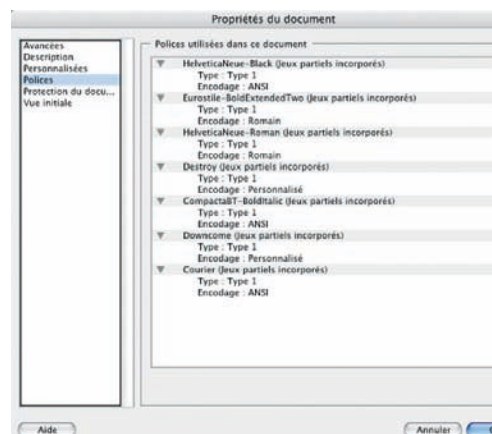 Propriétés du document
Avancées
Description
Personnalisées
Polices
Protection du docu...
Vue initiale
Polices utilisées dans ce document
HelveticaNeue-Black (Jeux partiels incorporés)
Type : Type 1
Encodage : ANSI
Eurostile-BoldExtendedTwo (Jeux partiels incorporés)
Type : Type 1
Encodage : Romain
HelveticaNeue-Roman (Jeux partiels incorporés)
Type : Type 1
Encodage : Romain
Destroy (Jeux partiels incorporés)
Type : Type 1
Encodage : Personnalisé
CompactaBT-BoldItalic (Jeux partiels incorporés)
Type : Type 1
Encodage : ANSI
Downcome (Jeux partiels incorporés)
Type : Type 1
Encodage : Personnalisé
Courier (Jeux partiels incorporés)
Type : Type 1
Encodage : ANSI
Aide
Annuler